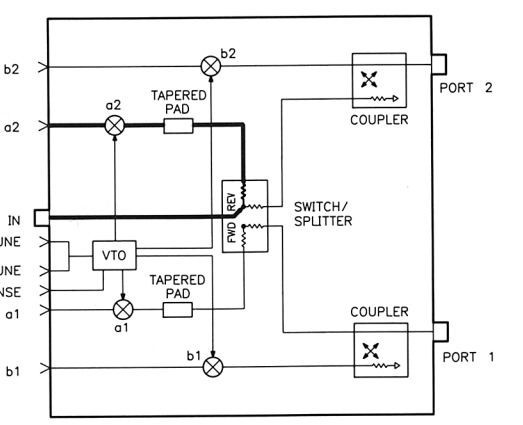 b2
b2
PORT 2
TAPERED
PAD
a2
a2
COUPLER
REV
IN
SWITCH/
SPLITTER
FWD
UNE
VTO
UNE
TAPERED
PAD
NSE
a1
a1
COUPLER
b1
PORT 1
b1